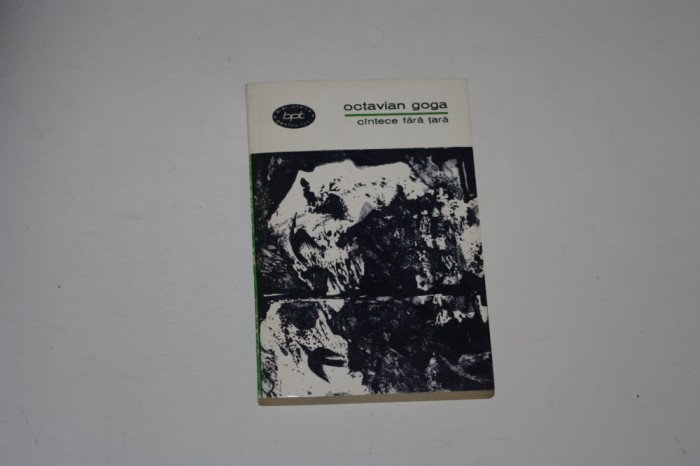 bpt
octavian goga
cîntece fără țară